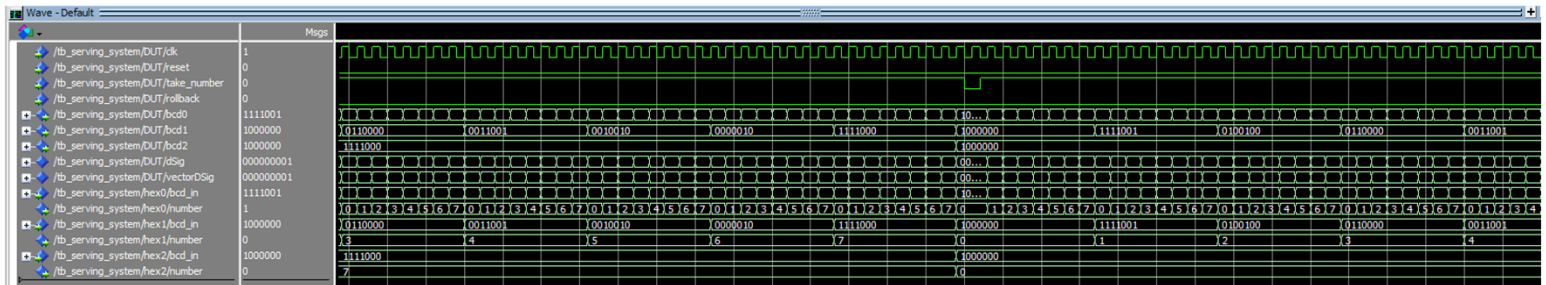 Wave - Default
Msgs
/tb_serving_system/DUT/clk 1
/tb_serving_system/DUT/reset 0
/tb_serving_system/DUT/take_number 0
/tb_serving_system/DUT/rollback 0
/tb_serving_system/DUT/bcd0 1111001 10...
/tb_serving_system/DUT/bcd1 1000000 0110000 0011001 0010010 0000010 1111000 1000000 1111001 0100100 0110000 0011001
/tb_serving_system/DUT/bcd2 1000000 1111000 1000000
/tb_serving_system/DUT/dSig 000000001 00...
/tb_serving_system/DUT/vectorDSig 000000001 00...
/tb_serving_system/hex0/bcd_in 1111001 10...
/tb_serving_system/hex0/number 1 0 1 2 3 4 5 6 7 0 1 2 3 4 5 6 7 0 1 2 3 4 5 6 7 0 1 2 3 4 5 6 7 0 1 2 3 4 5 6 7 0 1 2 3 4 5 6 7 0 1 2 3 4 5 6 7 0 1 2 3 4 5 6 7 0 1 2 3 4 5 6 7 0 1 2 3 4
/tb_serving_system/hex1/bcd_in 1000000 0110000 0011001 0010010 0000010 1111000 1000000 1111001 0100100 0110000 0011001
/tb_serving_system/hex1/number 0 3 4 5 6 7 0 1 2 3 4
/tb_serving_system/hex2/bcd_in 1000000 1111000 1000000
/tb_serving_system/hex2/number 0 7 0